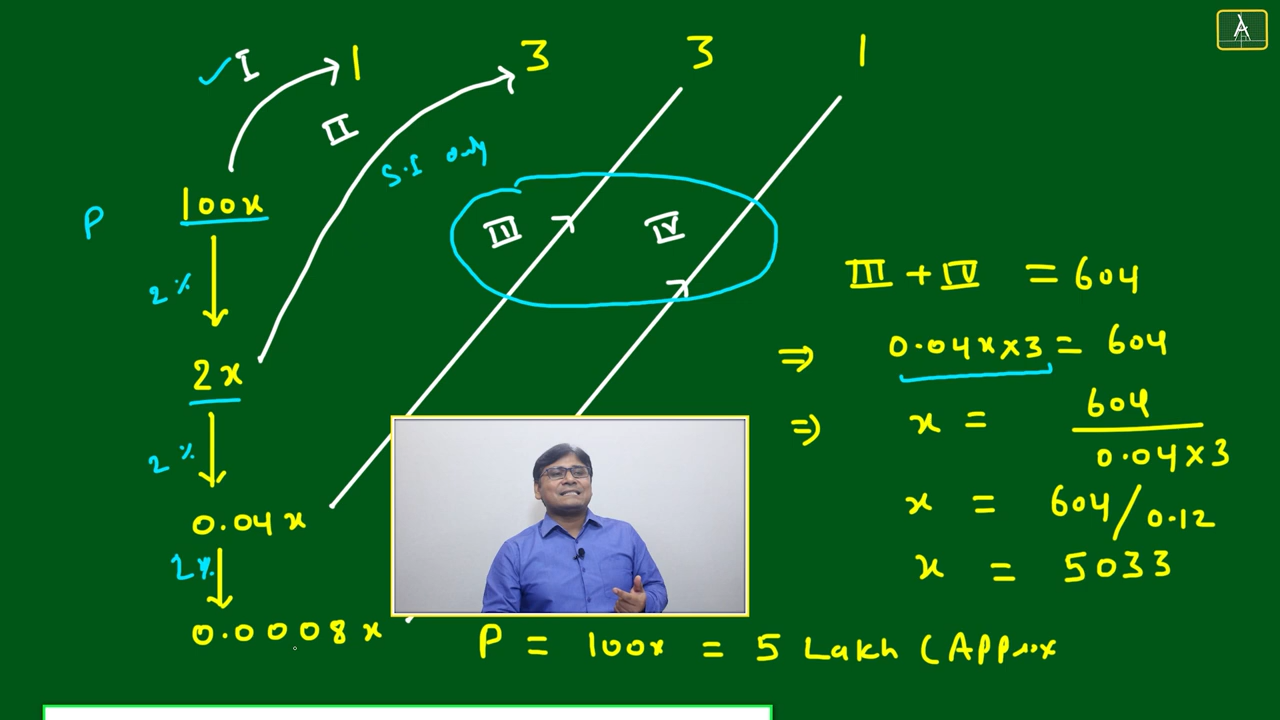 ✓ I 1 3 3 1
II
S.I only
P 100x
III IV
2%
III + IV = 604
⇒ 0.04x×3 = 604
2x
⇒ x = 604 / 0.04×3
2%
x = 604/0.12
0.04x
2%
x = 5033
0.0008x
P = 100x = 5 Lakh (Approx
A